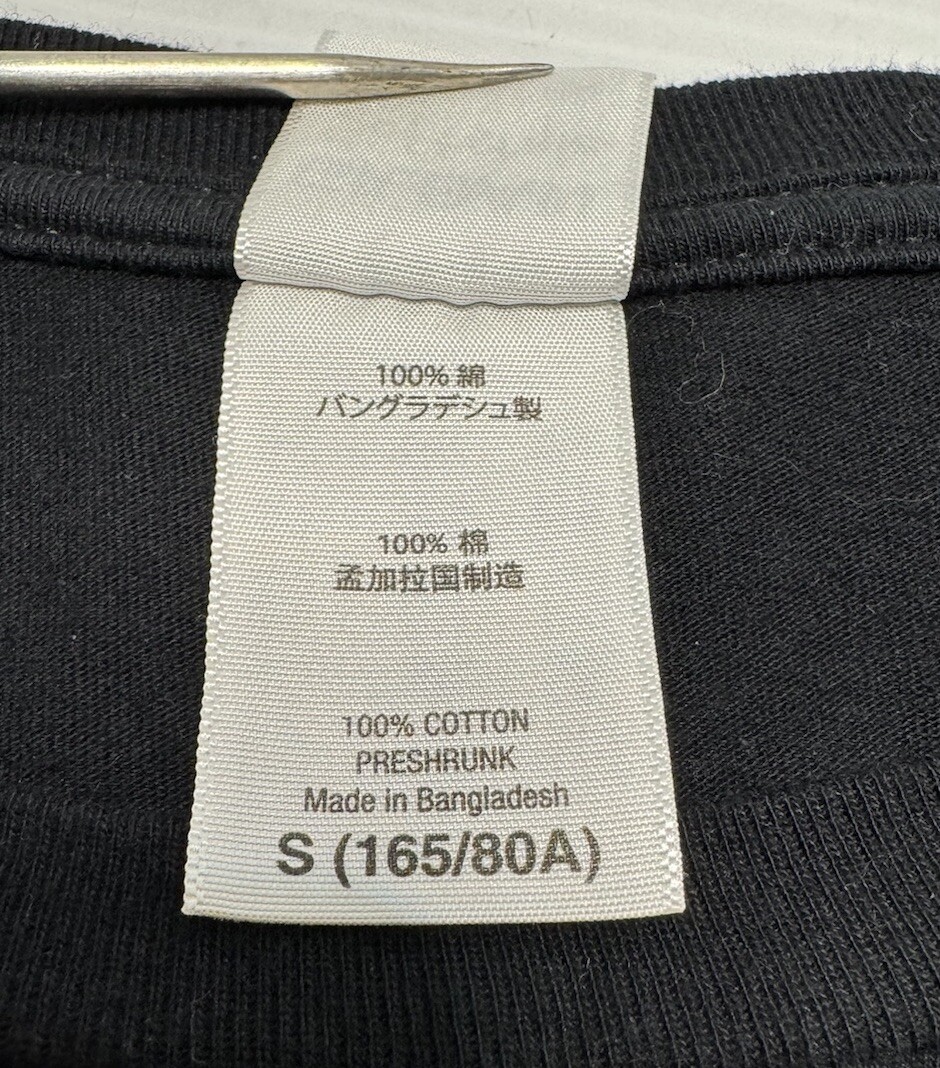 100% 綿
バングラデシュ製
100% 棉
孟加拉国制造
100% COTTON
PRESHRUNK
Made in Bangladesh
S (165/80A)